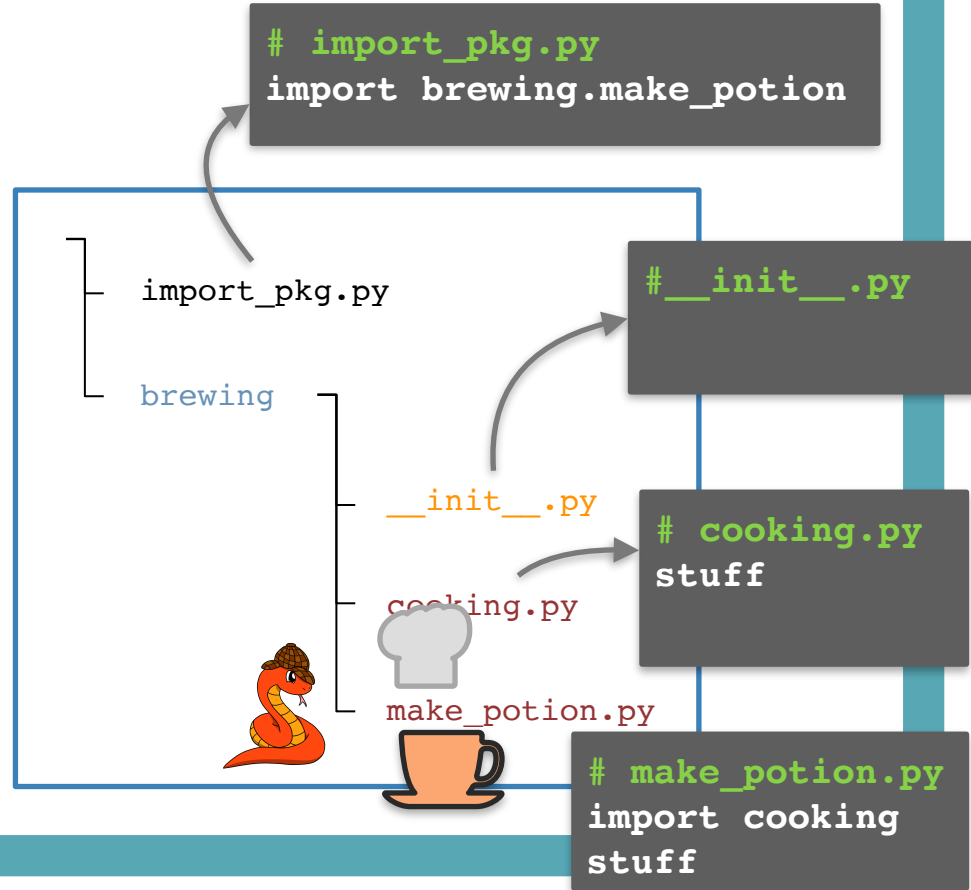 # import_pkg.py
import brewing.make_potion
import_pkg.py
#__init__.py
brewing
__init__.py
# cooking.py
stuff
cooking.py
make_potion.py
# make_potion.py
import cooking
stuff